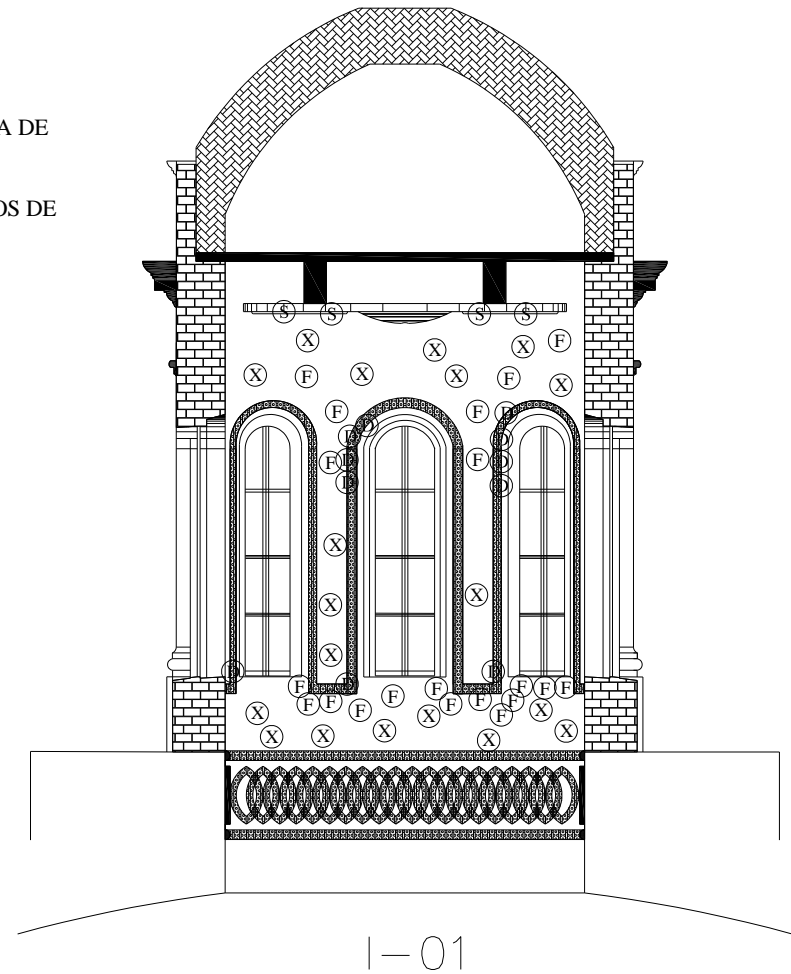 A DE
OS DE
S S S S
X X X F
X F X X F X
F F D
D
D D
F D F D
D D
X
X X
X
D D
D
F F F F F
F F F F F
F F F
X X X
X X X X X
I-01